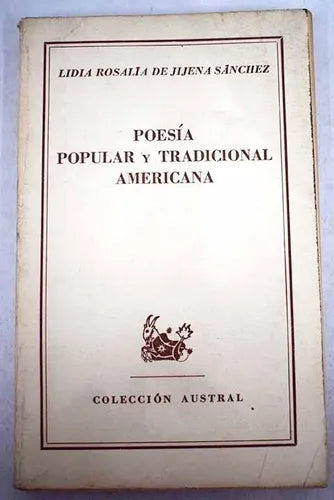 LIDIA ROSALÍA DE JIJENA SÁNCHEZ
POESÍA
POPULAR Y TRADICIONAL
AMERICANA
COLECCIÓN AUSTRAL